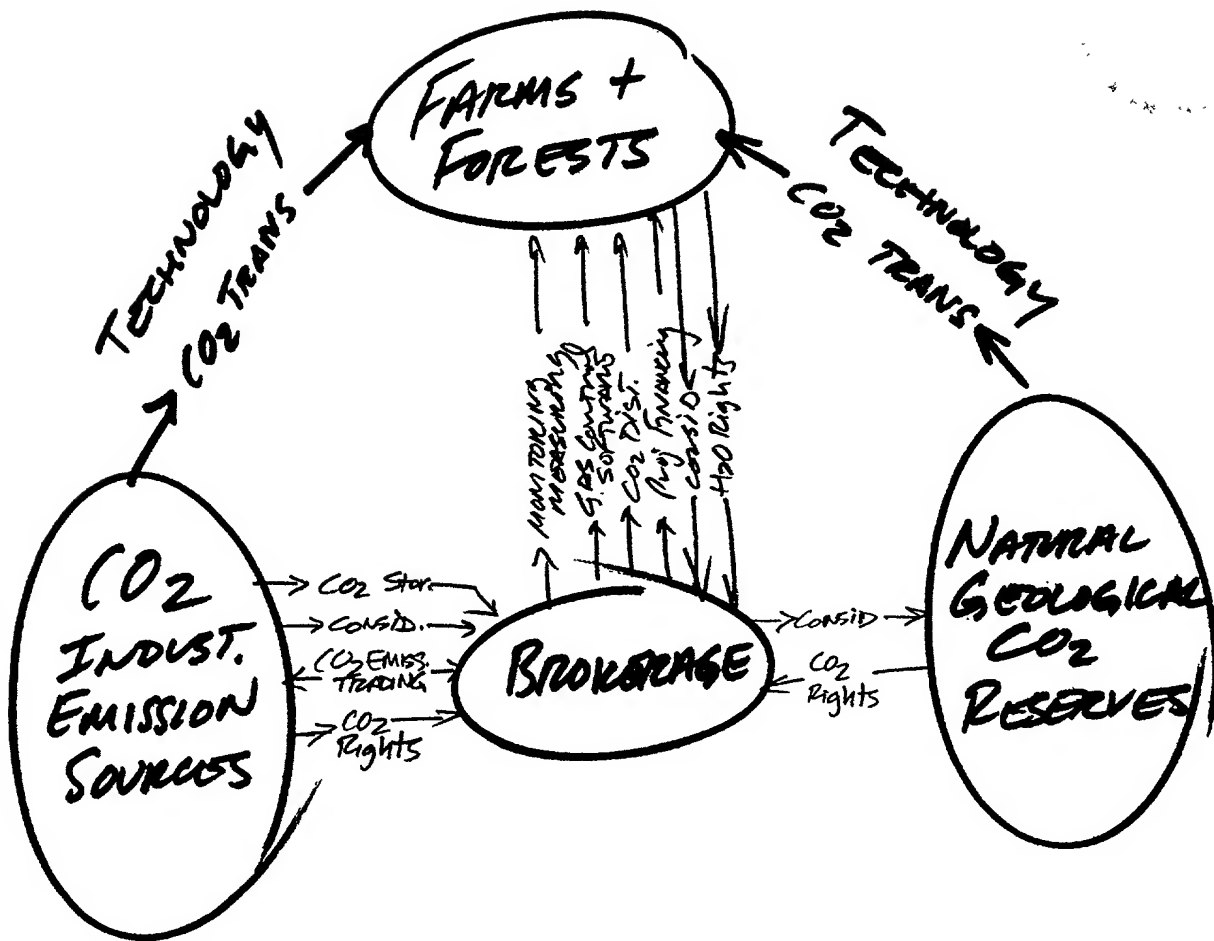 FARMS +
FORESTS
TECHNOLOGY
CO2 TRANS
TECHNOLOGY
CO2 TRANS
MONITORING
MEASURING
GAS CONTROL
SOFTWARE
CO2 DIST.
Proj FINANCING
CONSID
H2O Rights
CO2
INDUST.
EMISSION
SOURCES
CO2 Stor.
CONSID.
CO2 EMISS.
TRADING
CO2
Rights
BROKERAGE
CONSID
CO2
Rights
NATURAL
GEOLOGICAL
CO2
RESERVES